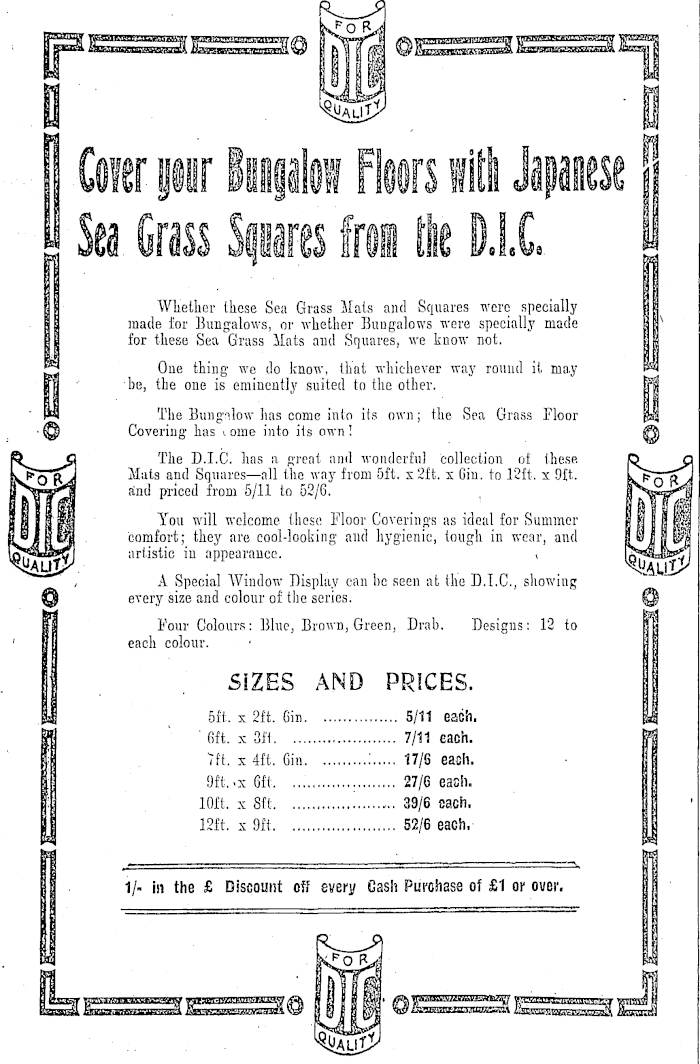 FOR
DIC
QUALITY
Cover your Bungalow Floors with Japanese
Sea Grass Squares from the D.I.C.
Whether these Sea Grass Mats and Squares were specially
made for Bungalows, or whether Bungalows were specially made
for these Sea Grass Mats and Squares, we know not.
One thing we do know, that whichever way round it may
be, the one is eminently suited to the other.
The Bungalow has come into its own; the Sea Grass Floor
Covering has come into its own!
FOR
DIC
QUALITY
FOR
DIC
QUALITY
The D.I.C. has a great and wonderful collection of these
Mats and Squares—all the way from 5ft. x 2ft. x 6in. to 12ft. x 9ft.
and priced from 5/11 to 52/6.
You will welcome these Floor Coverings as ideal for Summer
comfort; they are cool-looking and hygienic, tough in wear, and
artistic in appearance.
A Special Window Display can be seen at the D.I.C., showing
every size and colour of the series.
Four Colours: Blue, Brown, Green, Drab. Designs: 12 to
each colour.
SIZES AND PRICES.
5ft. x 2ft. 6in. ............... 5/11 each.
6ft. x 3ft. ..................... 7/11 each.
7ft. x 4ft. 6in. ............... 17/6 each.
9ft. x 6ft. ..................... 27/6 each.
10ft. x 8ft. ..................... 39/6 each.
12ft. x 9ft. ..................... 52/6 each.
1/- in the £ Discount off every Cash Purchase of £1 or over.
FOR
DIC
QUALITY